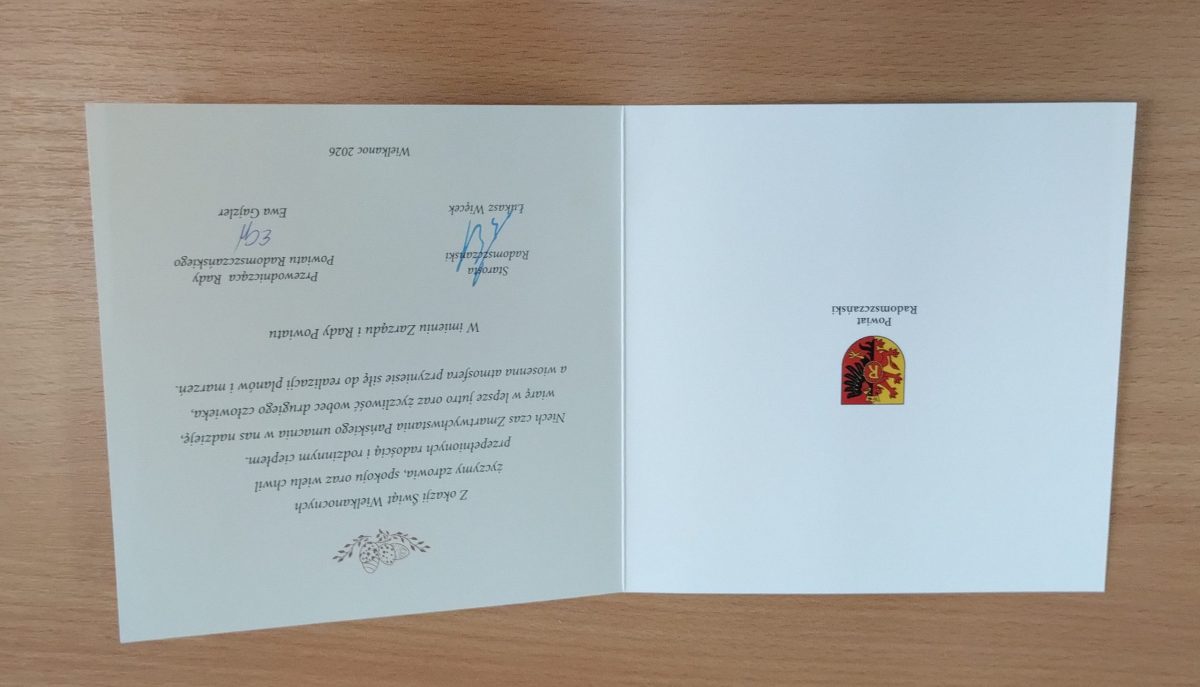 Powiat
Radomszczański
Z okazji Świąt Wielkanocnych
życzymy zdrowia, spokoju oraz wielu chwil
przepełnionych radością i rodzinnym ciepłem.
Niech czas Zmartwychwstania Pańskiego umacnia w nas nadzieję,
wiarę w lepsze jutro oraz życzliwość wobec drugiego człowieka,
a wiosenna atmosfera przyniesie siłę do realizacji planów i marzeń.
W imieniu Zarządu i Rady Powiatu
Starosta
Radomszczański
Łukasz Więcek
Przewodnicząca Rady
Powiatu Radomszczańskiego
Ewa Gajzler
Wielkanoc 2026